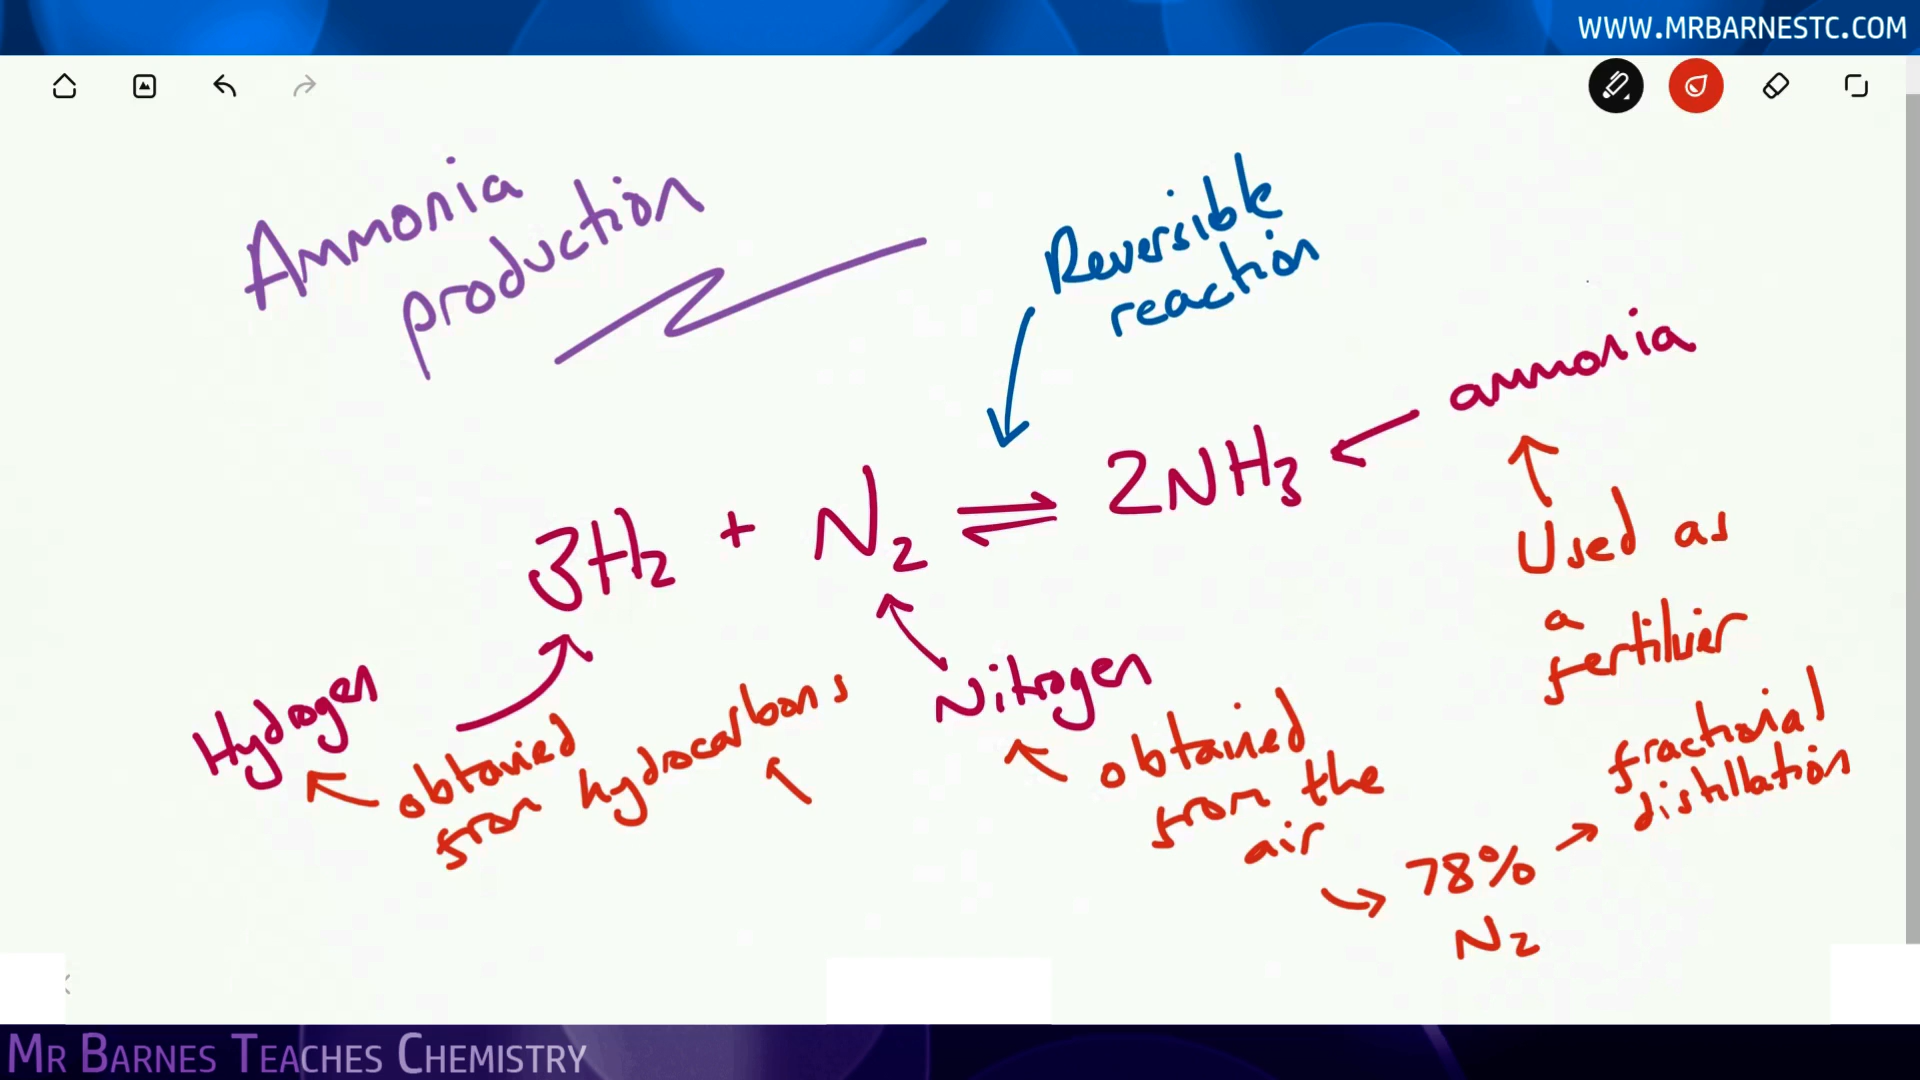 WWW.MRBARNESTC.COM
Ammonia
production
Reversible
reaction
ammonia
3H₂ + N₂ ⇌ 2NH₃
Used as
a
fertiliser
Hydrogen
obtained
from hydrocarbons
Nitrogen
obtained
from the
air
78%
N₂
fractional
distillation
MR BARNES TEACHES CHEMISTRY